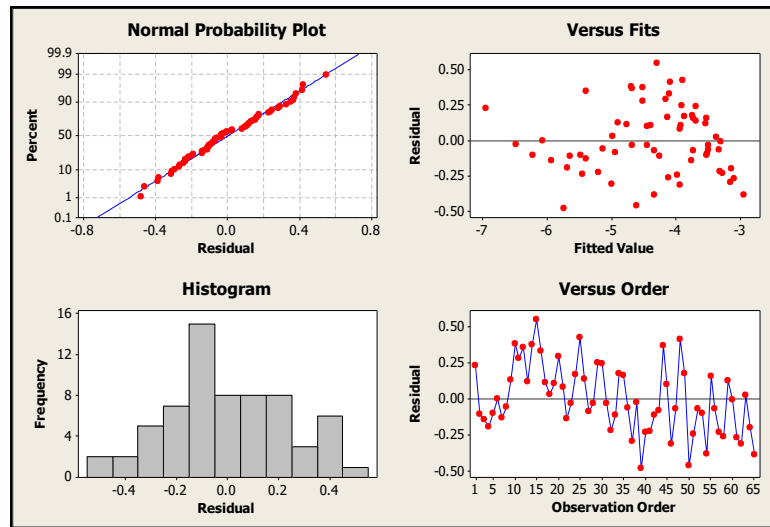 Normal Probability Plot
99.9
99
90
50
10
1
0.1
Percent
-0.8 -0.4 0.0 0.4 0.8
Residual
Versus Fits
0.50
0.25
0.00
-0.25
-0.50
Residual
-7 -6 -5 -4 -3
Fitted Value
Histogram
16
12
8
4
0
Frequency
-0.4 -0.2 0.0 0.2 0.4
Residual
Versus Order
0.50
0.25
0.00
-0.25
-0.50
Residual
1 5 10 15 20 25 30 35 40 45 50 55 60 65
Observation Order